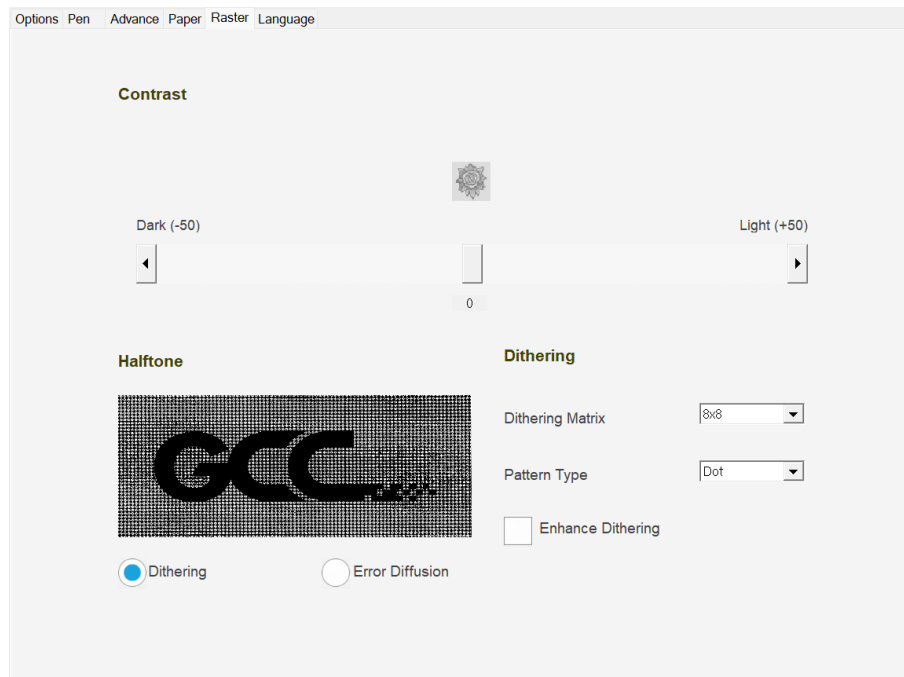 Options Pen Advance Paper Raster Language
Contrast
Dark (-50) Light (+50)
0
Halftone
Dithering
GCC
Dithering Matrix 8x8
Pattern Type Dot
Enhance Dithering
Dithering Error Diffusion